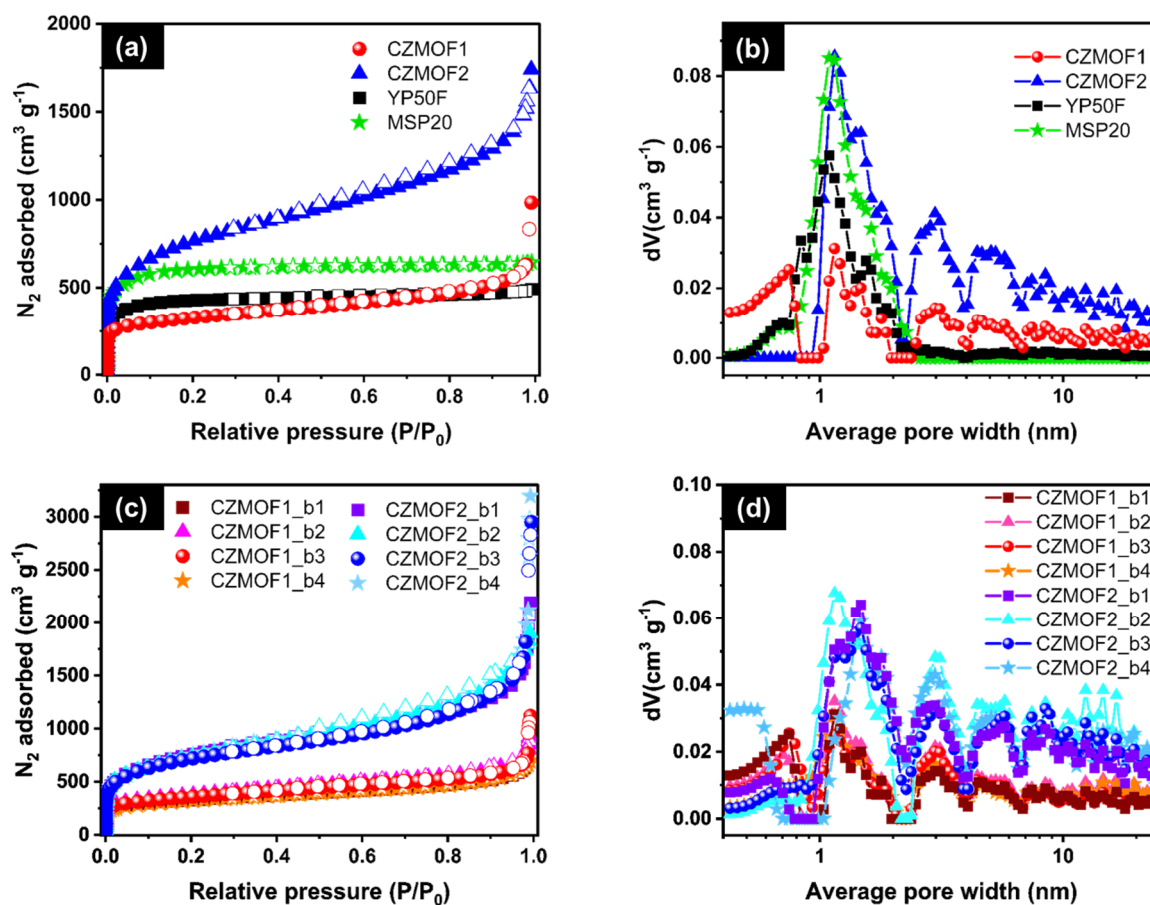 (a)
CZMOF1
CZMOF2
YP50F
MSP20
2000
1500
1000
500
0
N₂ adsorbed (cm³ g⁻¹)
0.0 0.2 0.4 0.6 0.8 1.0
Relative pressure (P/P₀)
(b)
CZMOF1
CZMOF2
YP50F
MSP20
0.08
0.06
0.04
0.02
0.00
dV(cm³ g⁻¹)
1 10
Average pore width (nm)
(c)
CZMOF1_b1 CZMOF2_b1
CZMOF1_b2 CZMOF2_b2
CZMOF1_b3 CZMOF2_b3
CZMOF1_b4 CZMOF2_b4
3000
2500
2000
1500
1000
500
0
N₂ adsorbed (cm³ g⁻¹)
0.0 0.2 0.4 0.6 0.8 1.0
Relative pressure (P/P₀)
(d)
CZMOF1_b1
CZMOF1_b2
CZMOF1_b3
CZMOF1_b4
CZMOF2_b1
CZMOF2_b2
CZMOF2_b3
CZMOF2_b4
0.10
0.08
0.06
0.04
0.02
0.00
dV(cm³ g⁻¹)
1 10
Average pore width (nm)